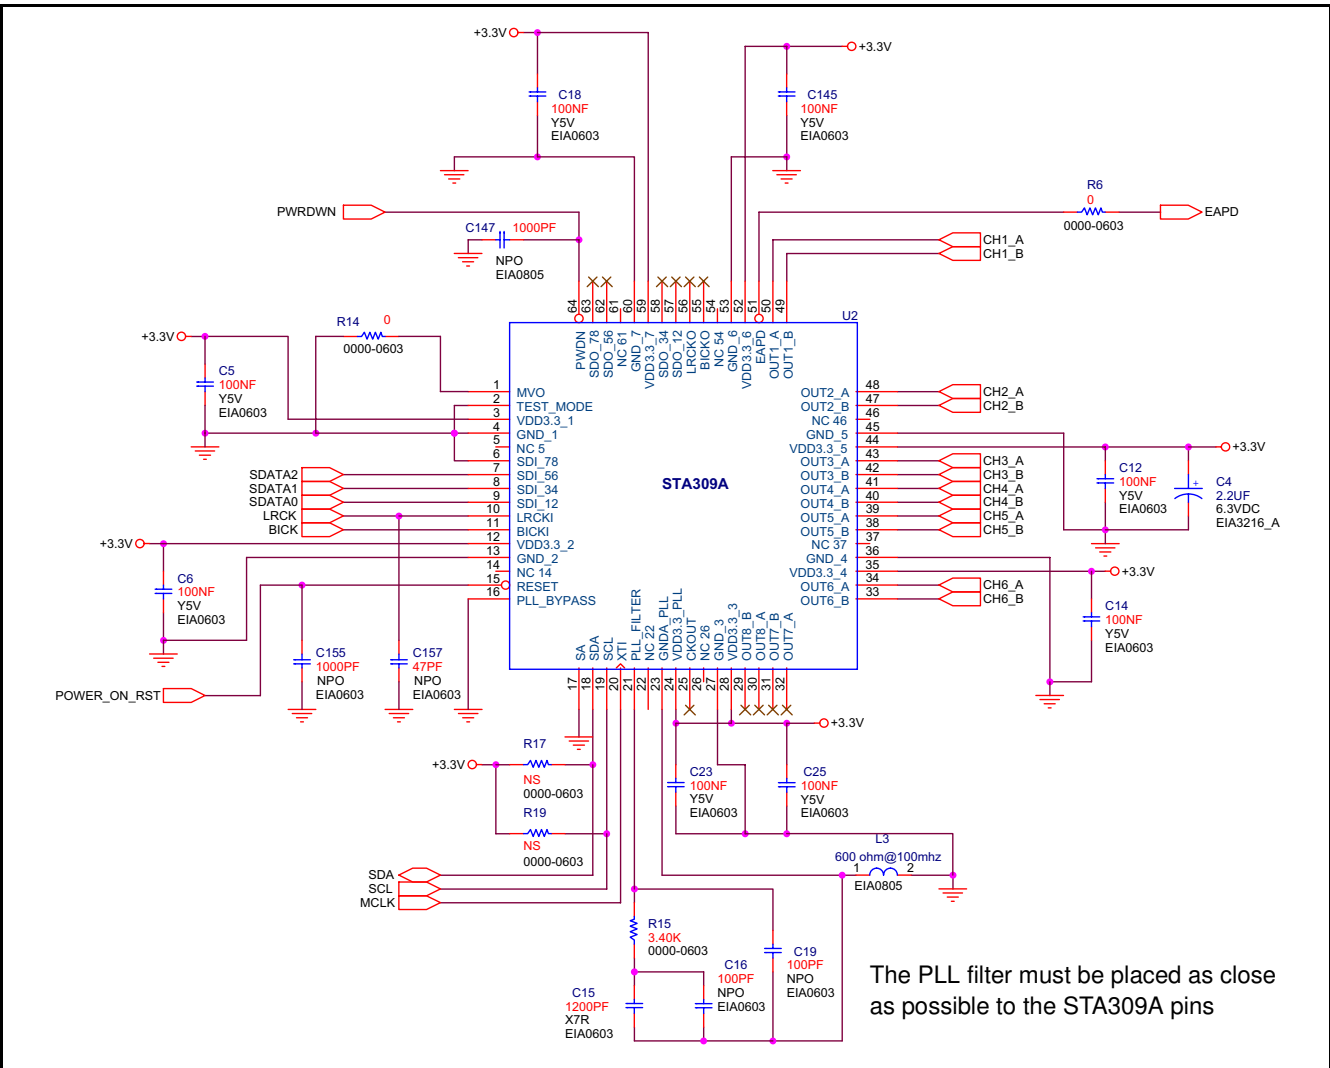 +3.3V
C18
100NF
Y5V
EIA0603
+3.3V
C145
100NF
Y5V
EIA0603
PWRDWN
C147 1000PF
NPO
EIA0805
R6
0
0000-0603
EAPD
CH1_A
CH1_B
64 63 62 61 60 59 58 57 56 55 54 53 52 51 50 49
U2
PWDN SDO_78 SDO_56 NC 61 GND_7 VDD3.3_7 SDO_34 SDO_12 LRCKO BICKO NC 54 GND_6 VDD3.3_6 EAPD OUT1_A OUT1_B
+3.3V
R14 0
0000-0603
C5
100NF
Y5V
EIA0603
1 MVO
2 TEST_MODE
3 VDD3.3_1
4 GND_1
5 NC 5
6 SDI_78
SDATA2 7 SDI_56
SDATA1 8 SDI_34
SDATA0 9 SDI_12
LRCK 10 LRCKI
BICK 11 BICKI
+3.3V 12 VDD3.3_2
13 GND_2
14 NC 14
15 RESET
16 PLL_BYPASS
STA309A
OUT2_A 48 CH2_A
OUT2_B 47 CH2_B
NC 46 46
GND_5 45
VDD3.3_5 44 +3.3V
OUT3_A 43 CH3_A
OUT3_B 42 CH3_B
OUT4_A 41 CH4_A
OUT4_B 40 CH4_B
OUT5_A 39 CH5_A
OUT5_B 38 CH5_B
NC 37 37
GND_4 36
VDD3.3_4 35 +3.3V
OUT6_A 34 CH6_A
OUT6_B 33 CH6_B
C12
100NF
Y5V
EIA0603
+
C4
2.2UF
6.3VDC
EIA3216_A
C14
100NF
Y5V
EIA0603
C6
100NF
Y5V
EIA0603
C155
1000PF
NPO
EIA0603
C157
47PF
NPO
EIA0603
POWER_ON_RST
SA SDA SCL XTI PLL_FILTER NC 22 GNDA_PLL VDD3.3_PLL CKOUT NC 26 GND_3 VDD3.3_3 OUT8_B OUT8_A OUT7_B OUT7_A
17 18 19 20 21 22 23 24 25 26 27 28 29 30 31 32
+3.3V
+3.3V
R17
NS
0000-0603
R19
NS
0000-0603
C23
100NF
Y5V
EIA0603
C25
100NF
Y5V
EIA0603
L3
600 ohm@100mhz
1 2
EIA0805
SDA
SCL
MCLK
R15
3.40K
0000-0603
C15
1200PF
X7R
EIA0603
C16
100PF
NPO
EIA0603
C19
100PF
NPO
EIA0603
The PLL filter must be placed as close
as possible to the STA309A pins